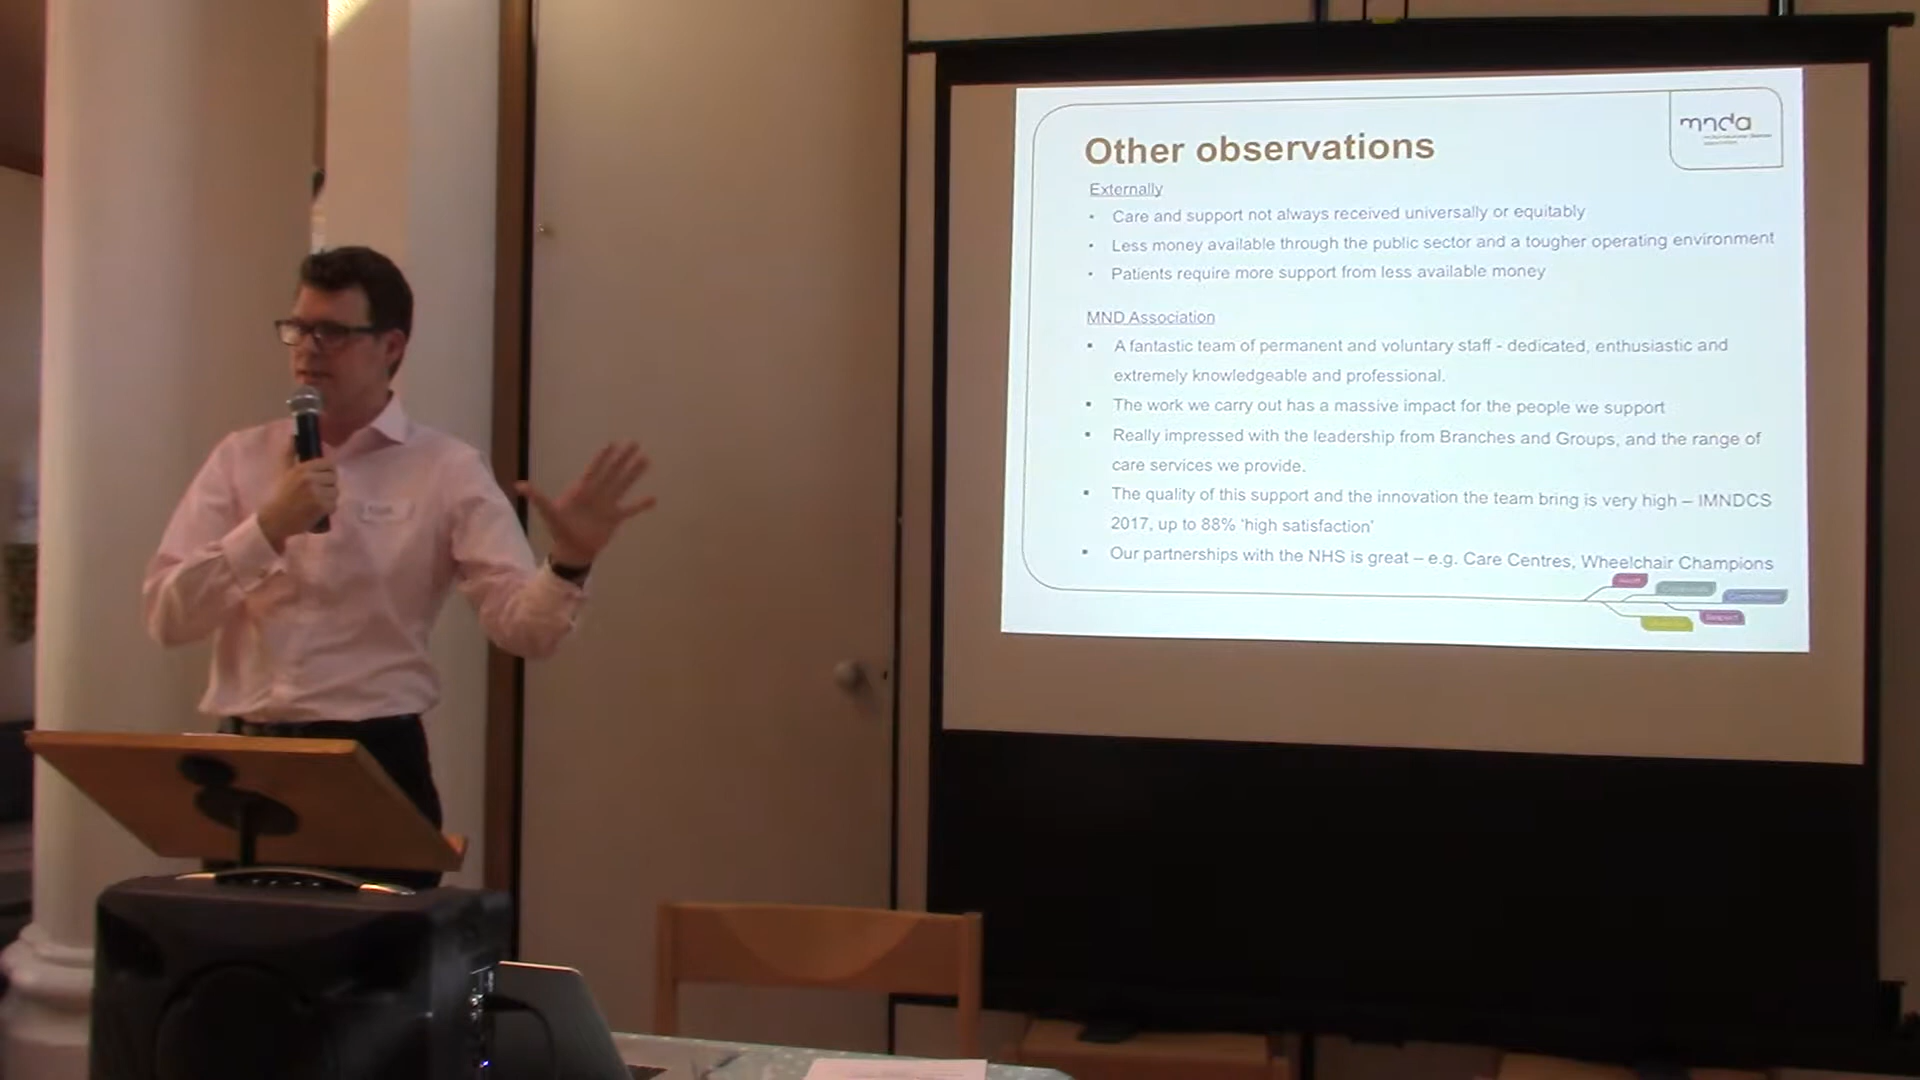 mnda
Other observations
Externally
• Care and support not always received universally or equitably
• Less money available through the public sector and a tougher operating environment
• Patients require more support from less available money
MND Association
▪ A fantastic team of permanent and voluntary staff - dedicated, enthusiastic and
extremely knowledgeable and professional.
▪ The work we carry out has a massive impact for the people we support
▪ Really impressed with the leadership from Branches and Groups, and the range of
care services we provide.
▪ The quality of this support and the innovation the team bring is very high – IMNDCS
2017, up to 88% ‘high satisfaction’
▪ Our partnerships with the NHS is great – e.g. Care Centres, Wheelchair Champions